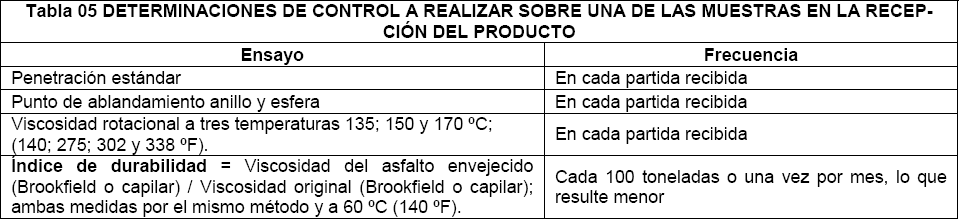 Tabla 05 DETERMINACIONES DE CONTROL A REALIZAR SOBRE UNA DE LAS MUESTRAS EN LA RECEP-
CIÓN DEL PRODUCTO
Ensayo Frecuencia
Penetración estándar En cada partida recibida
Punto de ablandamiento anillo y esfera En cada partida recibida
Viscosidad rotacional a tres temperaturas 135; 150 y 170 ºC;
(140; 275; 302 y 338 ºF).
En cada partida recibida
Índice de durabilidad = Viscosidad del asfalto envejecido
(Brookfield o capilar) / Viscosidad original (Brookfield o capilar);
ambas medidas por el mismo método y a 60 ºC (140 ºF).
Cada 100 toneladas o una vez por mes, lo que
resulte menor